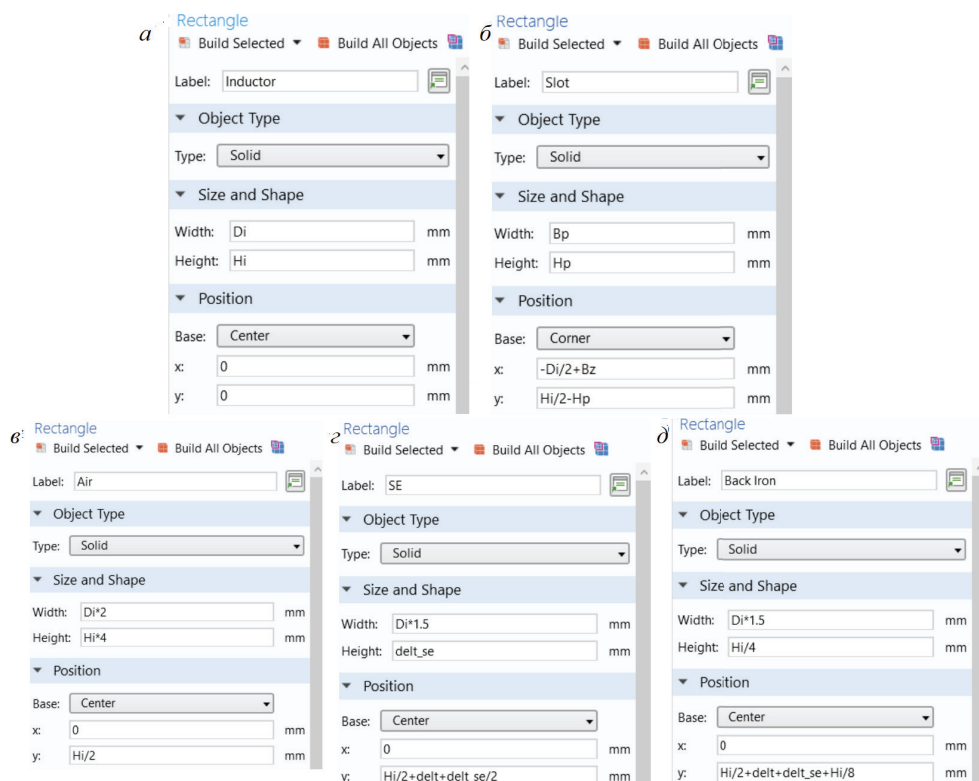 а
Rectangle
Build Selected ▼ Build All Objects
Label: Inductor
Object Type
Type: Solid
Size and Shape
Width: Di mm
Height: Hi mm
Position
Base: Center
x: 0 mm
y: 0 mm
б
Rectangle
Build Selected ▼ Build All Objects
Label: Slot
Object Type
Type: Solid
Size and Shape
Width: Bp mm
Height: Hp mm
Position
Base: Corner
x: -Di/2+Bz mm
y: Hi/2-Hp mm
в
Rectangle
Build Selected ▼ Build All Objects
Label: Air
Object Type
Type: Solid
Size and Shape
Width: Di*2 mm
Height: Hi*4 mm
Position
Base: Center
x: 0 mm
y: Hi/2 mm
г
Rectangle
Build Selected ▼ Build All Objects
Label: SE
Object Type
Type: Solid
Size and Shape
Width: Di*1.5 mm
Height: delt_se mm
Position
Base: Center
x: 0 mm
y: Hi/2+delt+delt_se/2 mm
д
Rectangle
Build Selected ▼ Build All Objects
Label: Back Iron
Object Type
Type: Solid
Size and Shape
Width: Di*1.5 mm
Height: Hi/4 mm
Position
Base: Center
x: 0 mm
y: Hi/2+delt+delt_se+Hi/8 mm